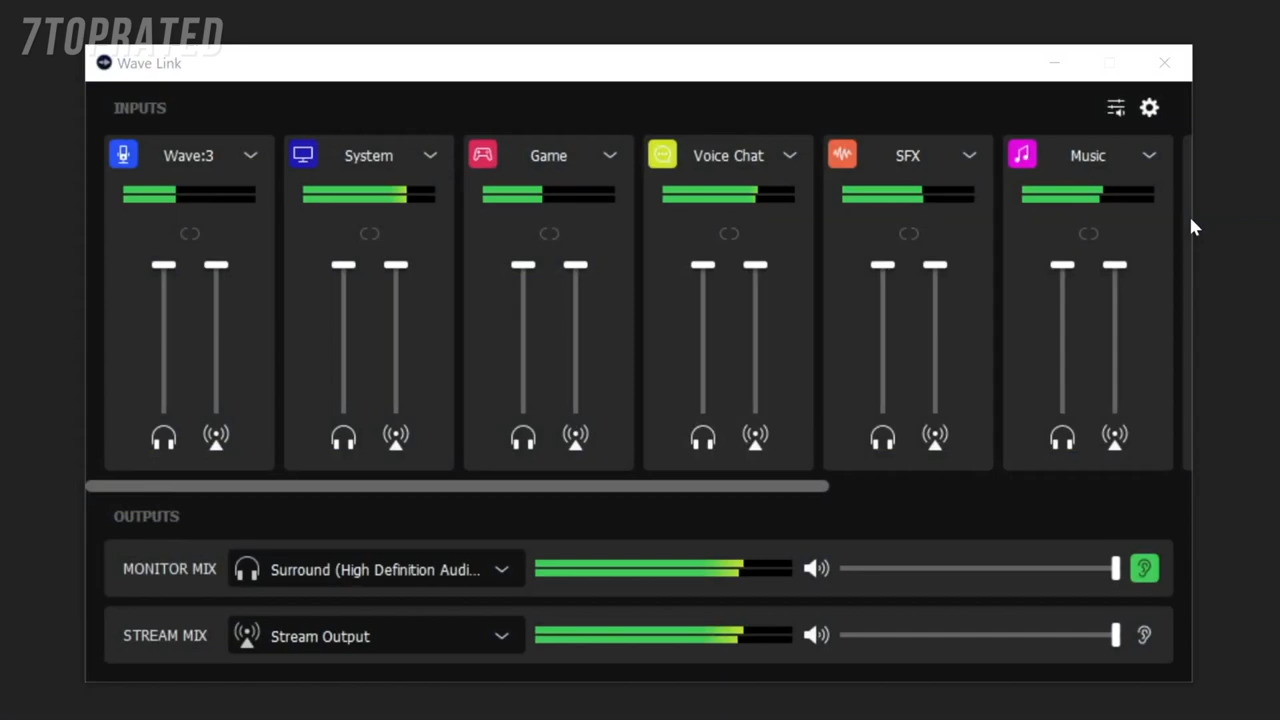 7TOPRATED
Wave Link
INPUTS
Wave:3
System
Game
Voice Chat
SFX
Music
OUTPUTS
MONITOR MIX
Surround (High Definition Audi...
STREAM MIX
Stream Output